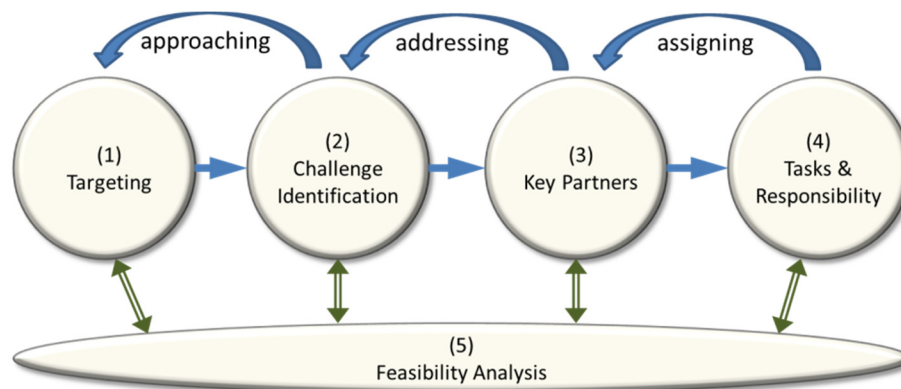 approaching
addressing
assigning
(1)
Targeting
(2)
Challenge
Identification
(3)
Key Partners
(4)
Tasks &
Responsibility
(5)
Feasibility Analysis